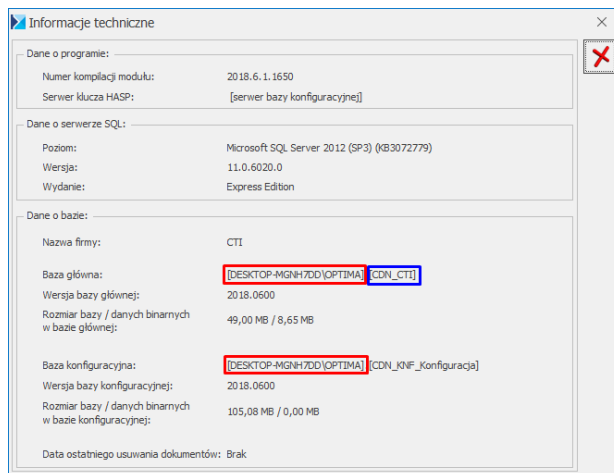 Informacje techniczne
Dane o programie:
Numer kompilacji modułu: 2018.6.1.1650
Serwer klucza HASP: [serwer bazy konfiguracyjnej]
Dane o serwerze SQL:
Poziom: Microsoft SQL Server 2012 (SP3) (KB3072779)
Wersja: 11.0.6020.0
Wydanie: Express Edition
Dane o bazie:
Nazwa firmy: CTI
Baza główna: [DESKTOP-MGNH7DD\OPTIMA] [CDN_CTI]
Wersja bazy głównej: 2018.0600
Rozmiar bazy / danych binarnych
w bazie głównej: 49,00 MB / 8,65 MB
Baza konfiguracyjna: [DESKTOP-MGNH7DD\OPTIMA] [CDN_KNF_Konfiguracja]
Wersja bazy konfiguracyjnej: 2018.0600
Rozmiar bazy / danych binarnych
w bazie konfiguracyjnej: 105,08 MB / 0,00 MB
Data ostatniego usuwania dokumentów: Brak